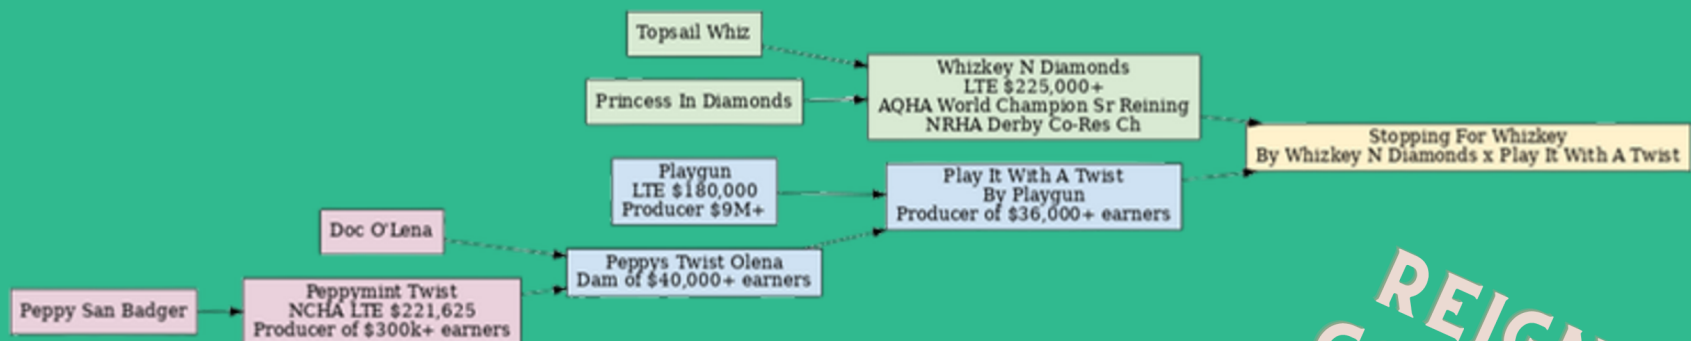 Topsail Whiz
Princess In Diamonds
Whizkey N Diamonds
LTE $225,000+
AQHA World Champion Sr Reining
NRHA Derby Co-Res Ch
Stopping For Whizkey
By Whizkey N Diamonds x Play It With A Twist
Playgun
LTE $180,000
Producer $9M+
Play It With A Twist
By Playgun
Producer of $36,000+ earners
Doc O'Lena
Peppys Twist Olena
Dam of $40,000+ earners
Peppy San Badger
Peppymint Twist
NCHA LTE $221,625
Producer of $300k+ earners